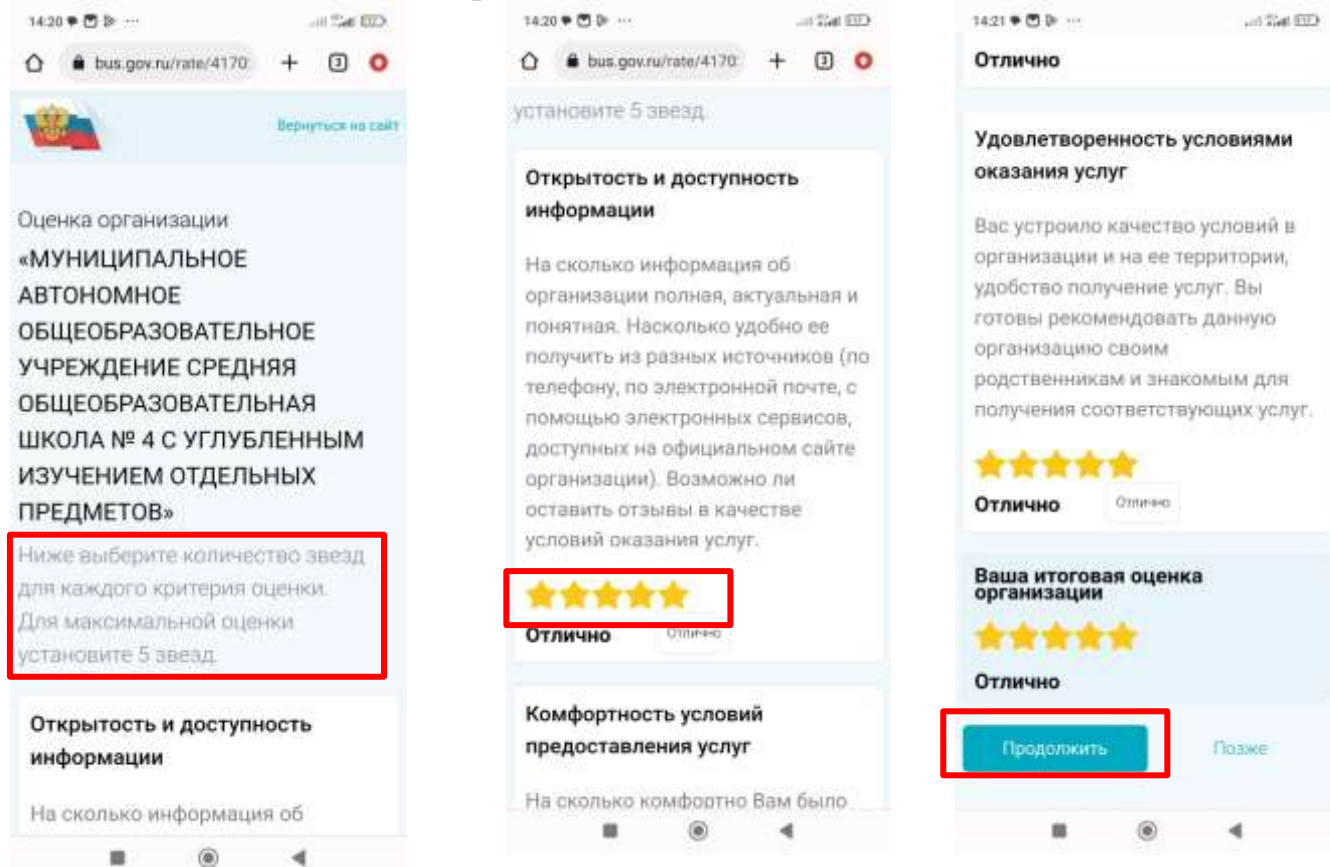 14:20
bus.gov.ru/rate/4170
3
Вернуться на сайт
Оценка организации
«МУНИЦИПАЛЬНОЕ
АВТОНОМНОЕ
ОБЩЕОБРАЗОВАТЕЛЬНОЕ
УЧРЕЖДЕНИЕ СРЕДНЯЯ
ОБЩЕОБРАЗОВАТЕЛЬНАЯ
ШКОЛА № 4 С УГЛУБЛЕННЫМ
ИЗУЧЕНИЕМ ОТДЕЛЬНЫХ
ПРЕДМЕТОВ»
Ниже выберите количество звезд
для каждого критерия оценки.
Для максимальной оценки
установите 5 звезд.
Открытость и доступность
информации
На сколько информация об
14:20
bus.gov.ru/rate/4170
3
установите 5 звезд.
Открытость и доступность
информации
На сколько информация об
организации полная, актуальная и
понятная. Насколько удобно ее
получить из разных источников (по
телефону, по электронной почте, с
помощью электронных сервисов,
доступных на официальном сайте
организации). Возможно ли
оставить отзывы в качестве
условий оказания услуг.
Отлично
Отлично
Комфортность условий
предоставления услуг
На сколько комфортно Вам было
14:21
Отлично
Удовлетворенность условиями
оказания услуг
Вас устроило качество условий в
организации и на ее территории,
удобство получение услуг. Вы
готовы рекомендовать данную
организацию своим
родственникам и знакомым для
получения соответствующих услуг.
Отлично
Отлично
Ваша итоговая оценка
организации
Отлично
Продолжить
Позже